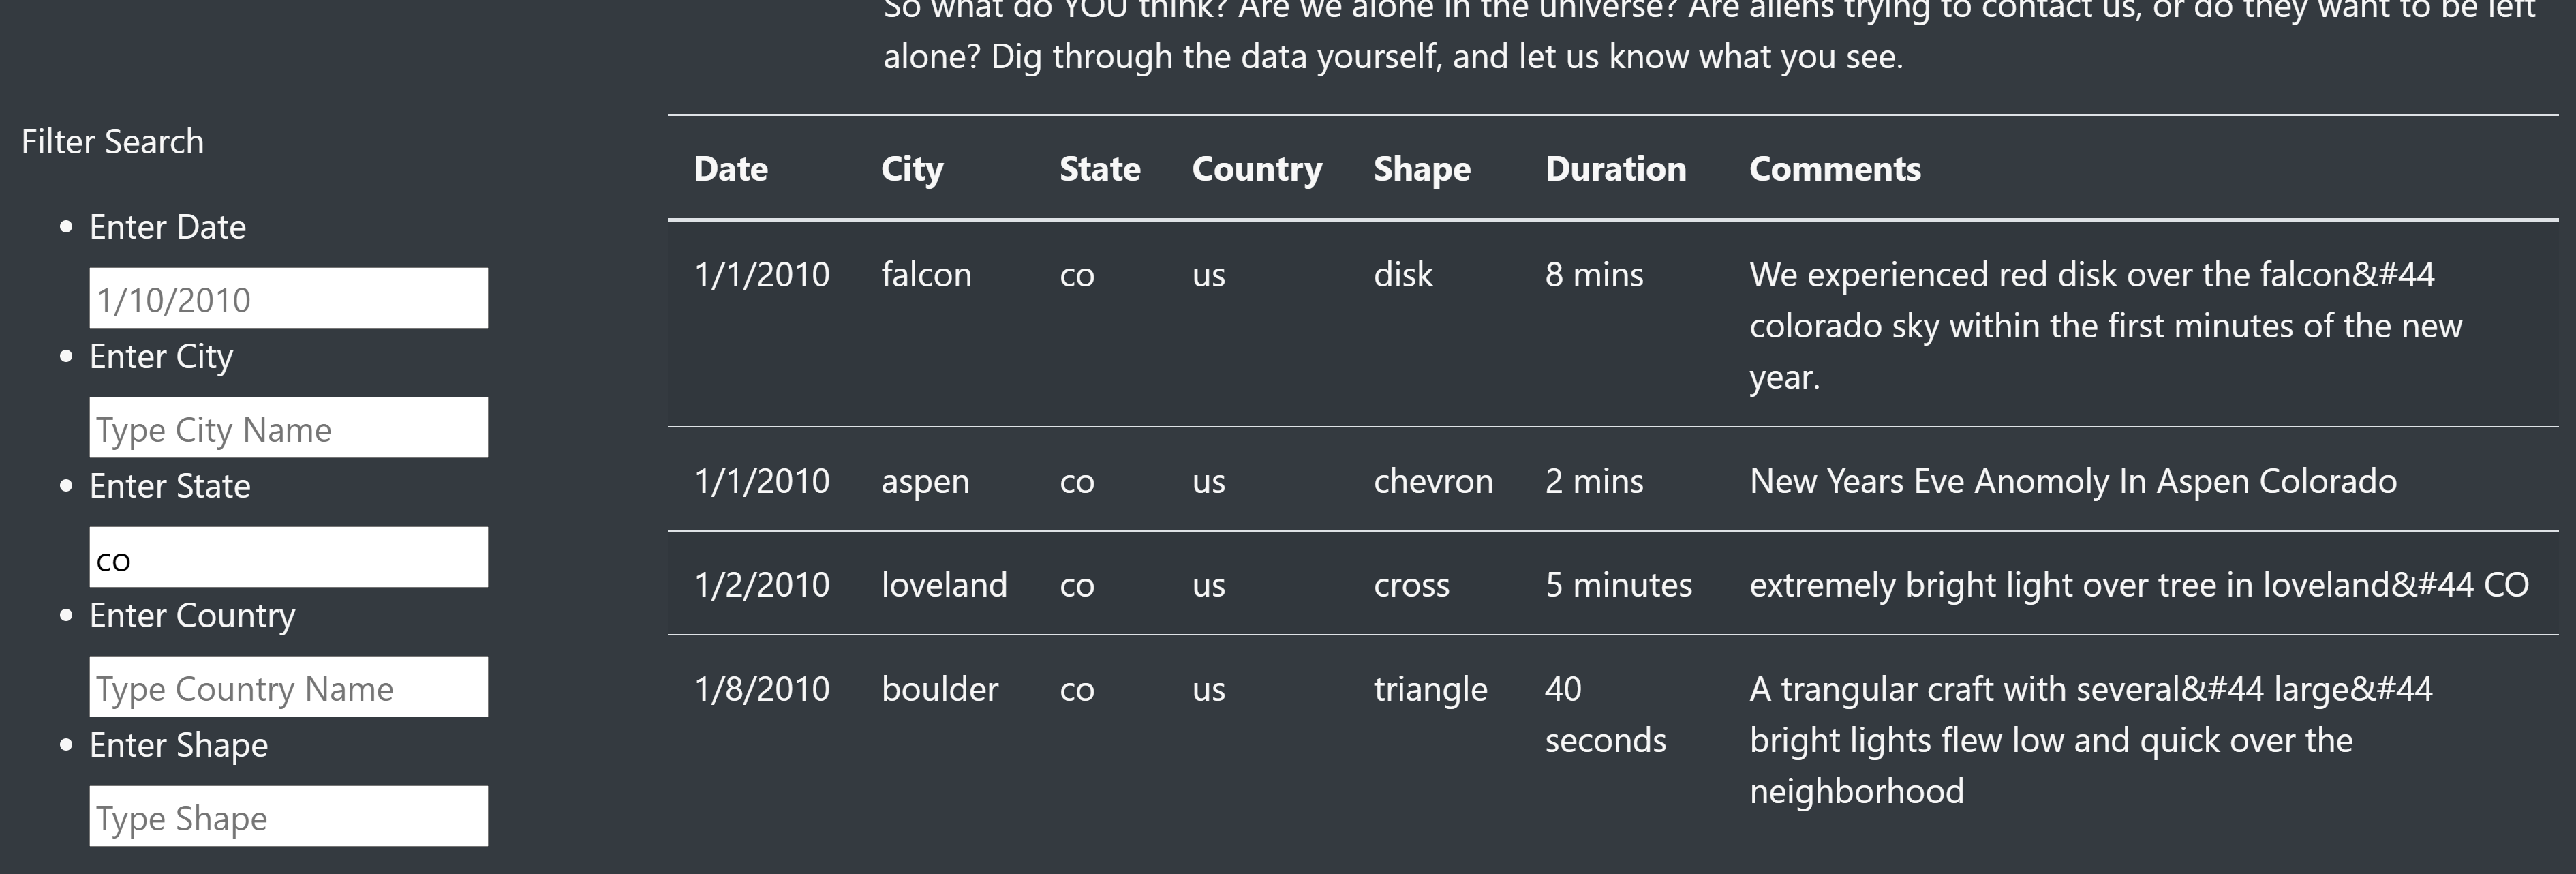 So what do YOU think? Are we alone in the universe? Are aliens trying to contact us, or do they want to be left
alone? Dig through the data yourself, and let us know what you see.
Filter Search
Enter Date
1/10/2010
Enter City
Type City Name
Enter State
co
Enter Country
Type Country Name
Enter Shape
Type Shape
Date City State Country Shape Duration Comments
1/1/2010 falcon co us disk 8 mins We experienced red disk over the falcon&#44
colorado sky within the first minutes of the new
year.
1/1/2010 aspen co us chevron 2 mins New Years Eve Anomoly In Aspen Colorado
1/2/2010 loveland co us cross 5 minutes extremely bright light over tree in loveland&#44 CO
1/8/2010 boulder co us triangle 40 A trangular craft with several&#44 large&#44
seconds bright lights flew low and quick over the
neighborhood